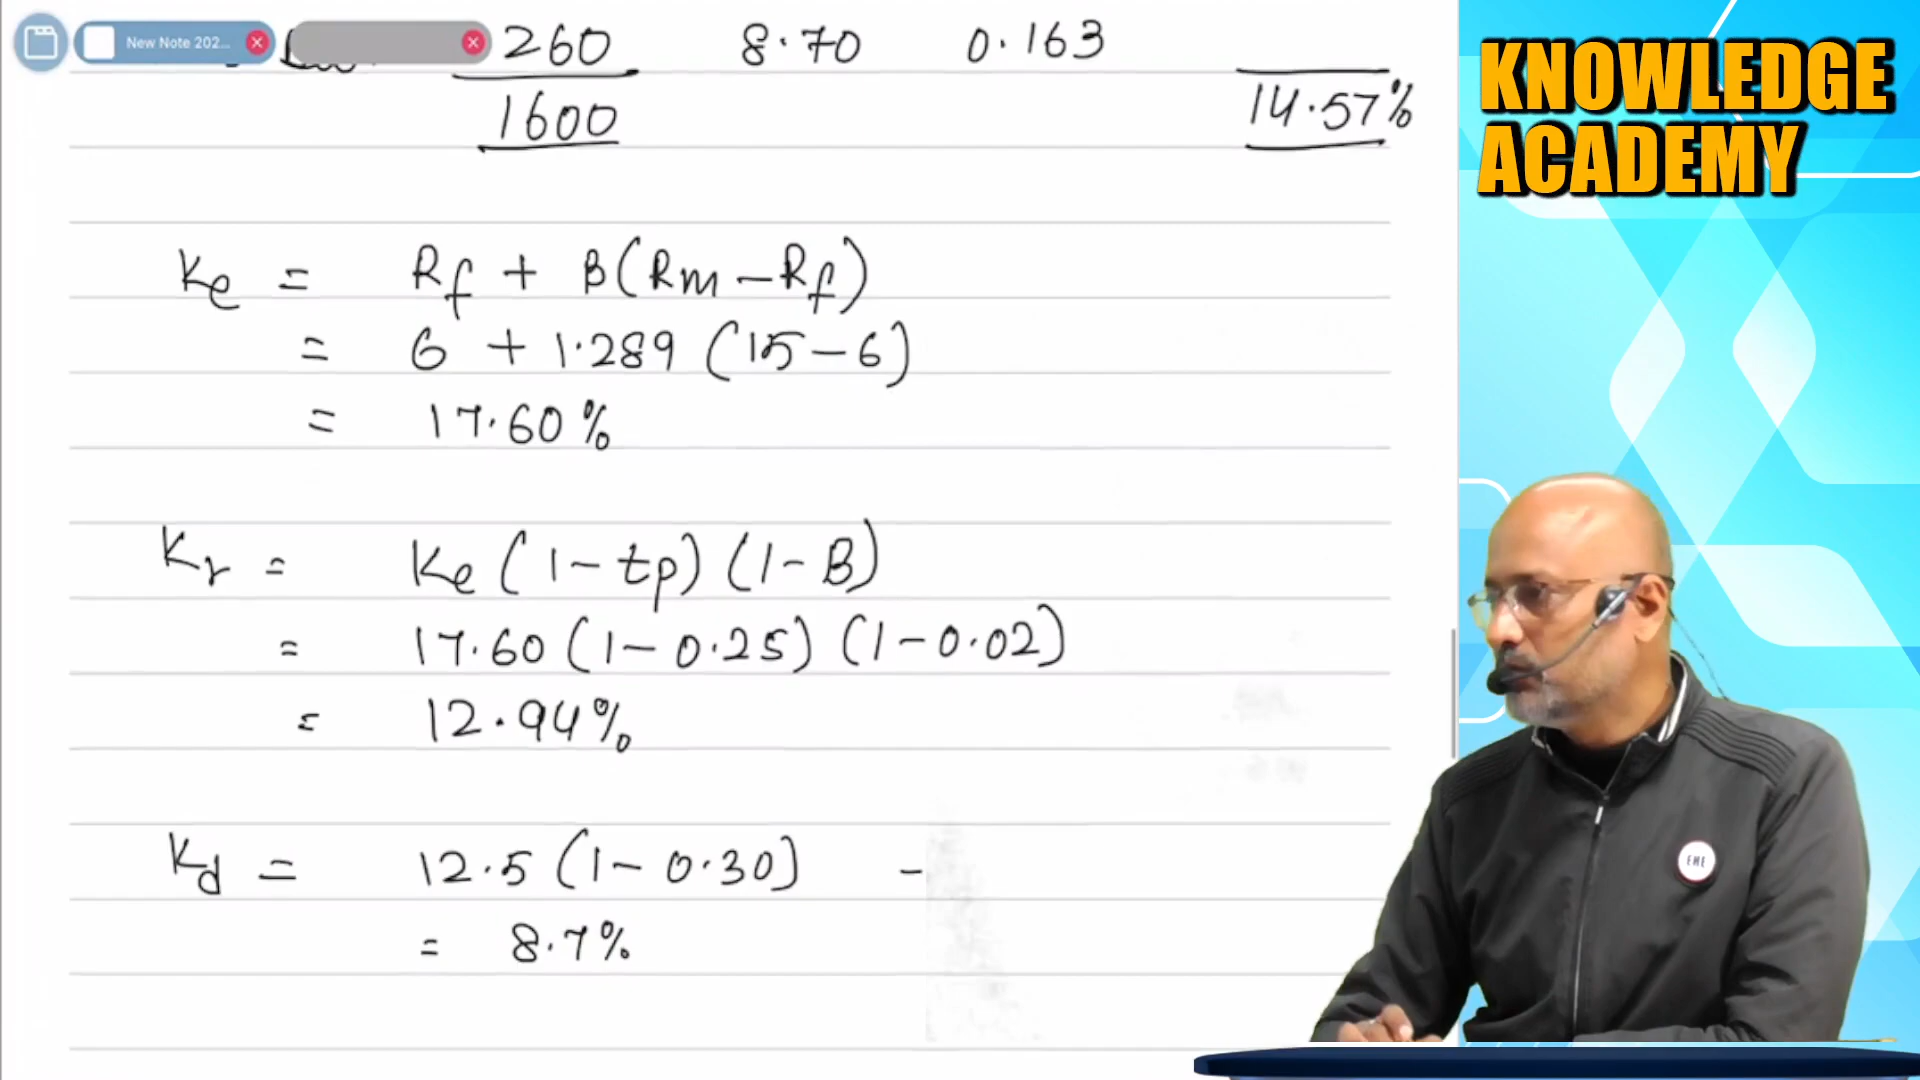 New Note 202...
260 8.70 0.163
1600 14.57%
Ke = Rf + B(Rm - Rf)
= 6 + 1.289 (15 - 6)
= 17.60%
Kr = Ke (1 - tp) (1 - B)
= 17.60 (1 - 0.25) (1 - 0.02)
= 12.94%
Kd = 12.5 (1 - 0.30) -
= 8.7%
KNOWLEDGE
ACADEMY